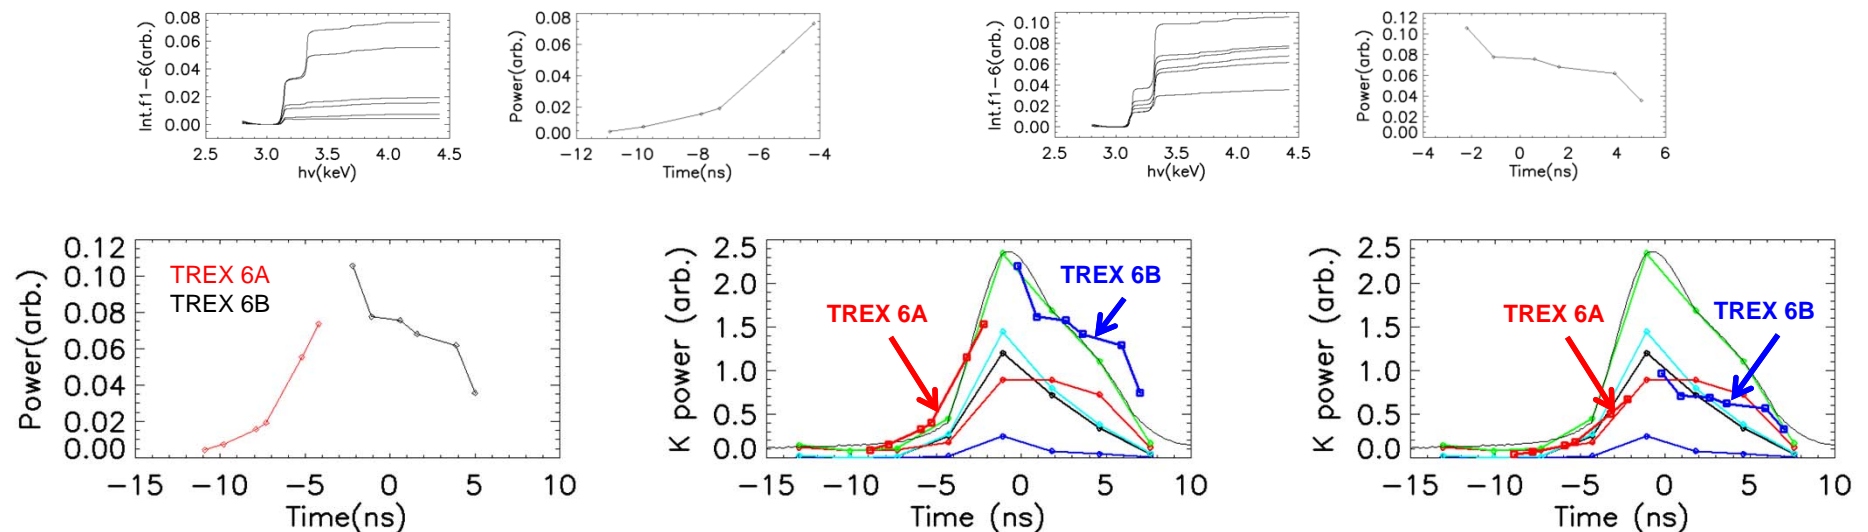 Int.f1-6(arb.)
0.08
0.06
0.04
0.02
0.00
2.5 3.0 3.5 4.0 4.5
hv(keV)
Power(arb.)
0.08
0.06
0.04
0.02
0.00
-12 -10 -8 -6 -4
Time(ns)
Int.f1-6(arb.)
0.10
0.08
0.06
0.04
0.02
0.00
2.5 3.0 3.5 4.0 4.5
hv(keV)
Power(arb.)
0.12
0.10
0.08
0.06
0.04
0.02
0.00
-4 -2 0 2 4 6
Time(ns)
Power(arb.)
0.12
0.10
0.08
0.06
0.04
0.02
0.00
TREX 6A
TREX 6B
-15 -10 -5 0 5 10
Time(ns)
K power (arb.)
2.5
2.0
1.5
1.0
0.5
0.0
TREX 6A
TREX 6B
-15 -10 -5 0 5 10
Time (ns)
K power (arb.)
2.5
2.0
1.5
1.0
0.5
0.0
TREX 6A
TREX 6B
-15 -10 -5 0 5 10
Time (ns)